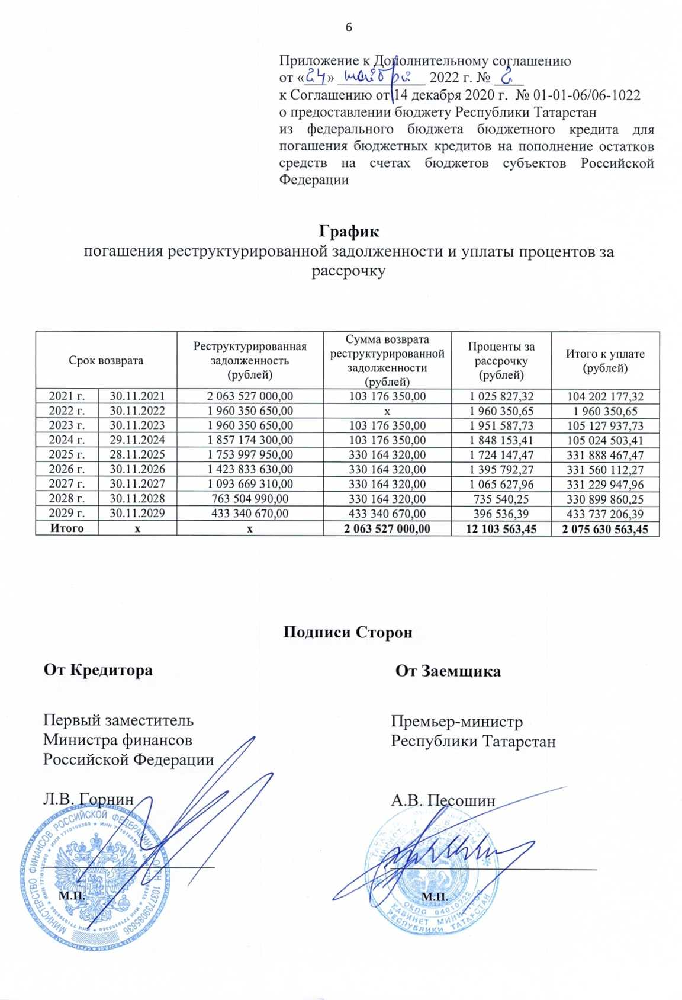 6
Приложение к Дополнительному соглашению
от «24» ноября 2022 г. № 2
к Соглашению от 14 декабря 2020 г. № 01-01-06/06-1022
о предоставлении бюджету Республики Татарстан
из федерального бюджета бюджетного кредита для
погашения бюджетных кредитов на пополнение остатков
средств на счетах бюджетов субъектов Российской
Федерации
График
погашения реструктурированной задолженности и уплаты процентов за
рассрочку
Срок возврата Реструктурированная задолженность (рублей) Сумма возврата реструктурированной задолженности (рублей) Проценты за рассрочку (рублей) Итого к уплате (рублей)
2021 г. 30.11.2021 2 063 527 000,00 103 176 350,00 1 025 827,32 104 202 177,32
2022 г. 30.11.2022 1 960 350 650,00 х 1 960 350,65 1 960 350,65
2023 г. 30.11.2023 1 960 350 650,00 103 176 350,00 1 951 587,73 105 127 937,73
2024 г. 29.11.2024 1 857 174 300,00 103 176 350,00 1 848 153,41 105 024 503,41
2025 г. 28.11.2025 1 753 997 950,00 330 164 320,00 1 724 147,47 331 888 467,47
2026 г. 30.11.2026 1 423 833 630,00 330 164 320,00 1 395 792,27 331 560 112,27
2027 г. 30.11.2027 1 093 669 310,00 330 164 320,00 1 065 627,96 331 229 947,96
2028 г. 30.11.2028 763 504 990,00 330 164 320,00 735 540,25 330 899 860,25
2029 г. 30.11.2029 433 340 670,00 433 340 670,00 396 536,39 433 737 206,39
Итого х х 2 063 527 000,00 12 103 563,45 2 075 630 563,45
Подписи Сторон
От Кредитора От Заемщика
Первый заместитель
Министра финансов
Российской Федерации
Премьер-министр
Республики Татарстан
Л.В. Горнин А.В. Песошин
М.П. М.П.
МИНИСТЕРСТВО ФИНАНСОВ РОССИЙСКОЙ ФЕДЕРАЦИИ ОГРН 1037739085636
ИНН 7710168360
ОКПО 04010722
КАБИНЕТ МИНИСТРОВ
РЕСПУБЛИКИ ТАТАРСТАН